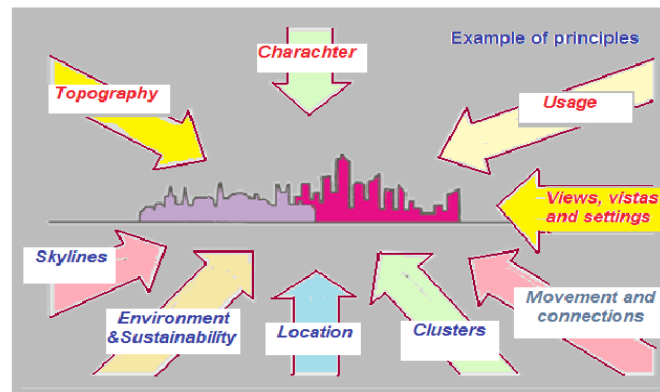 Example of principles
Charachter
Topography
Usage
Views, vistas
and settings
Skylines
Environment
&Sustainability
Location
Clusters
Movement and
connections